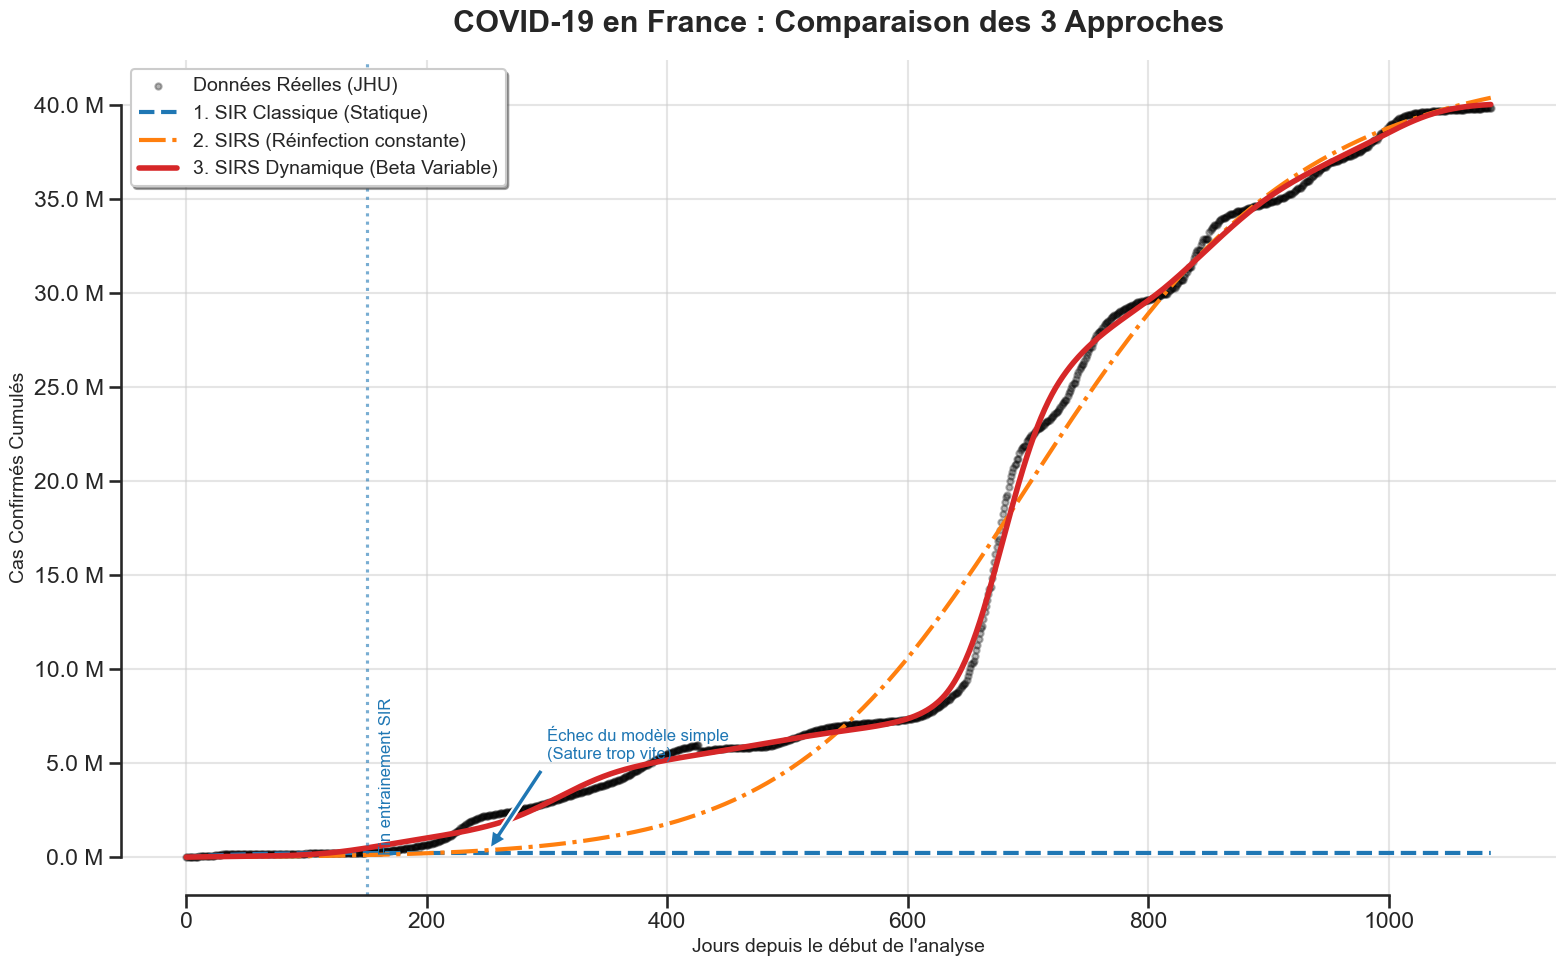 COVID-19 en France : Comparaison des 3 Approches
Données Réelles (JHU)
1. SIR Classique (Statique)
2. SIRS (Réinfection constante)
3. SIRS Dynamique (Beta Variable)
Cas Confirmés Cumulés
40.0 M
35.0 M
30.0 M
25.0 M
20.0 M
15.0 M
10.0 M
5.0 M
0.0 M
entrainement SIR
Échec du modèle simple
(Sature trop vite)
0
200
400
600
800
1000
Jours depuis le début de l'analyse